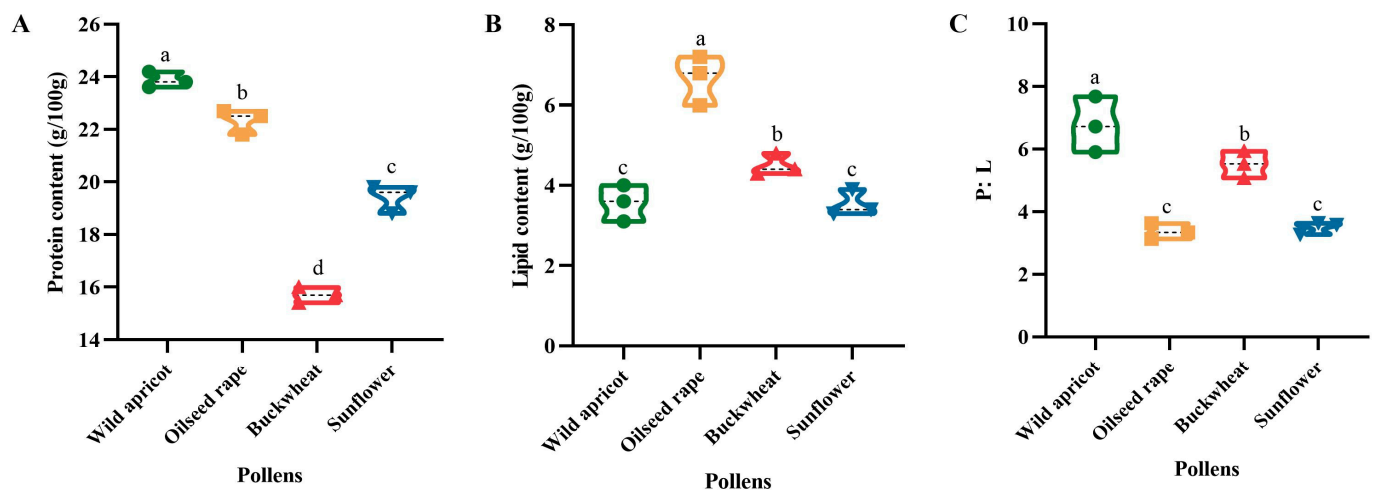 A
Protein content (g/100g)
26
24
22
20
18
16
14
a
b
d
c
Wild apricot
Oilseed rape
Buckwheat
Sunflower
Pollens
B
Lipid content (g/100g)
8
6
4
2
0
c
a
b
c
Wild apricot
Oilseed rape
Buckwheat
Sunflower
Pollens
C
P: L
10
8
6
4
2
0
a
c
b
c
Wild apricot
Oilseed rape
Buckwheat
Sunflower
Pollens